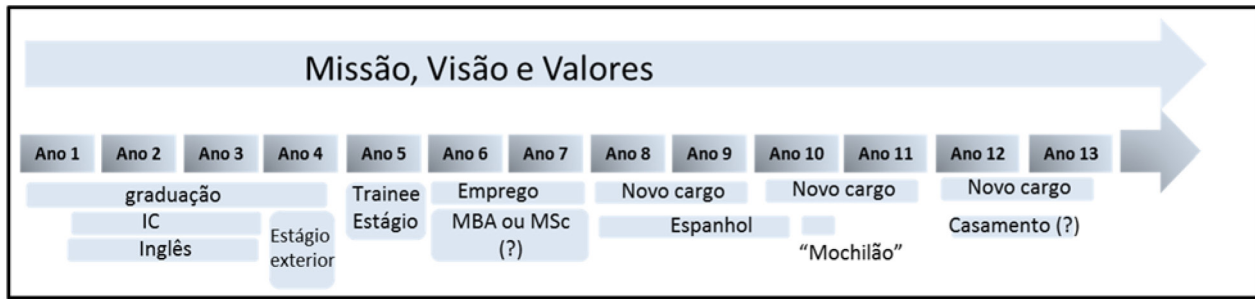 Missão, Visão e Valores
Ano 1 Ano 2 Ano 3 Ano 4 Ano 5 Ano 6 Ano 7 Ano 8 Ano 9 Ano 10 Ano 11 Ano 12 Ano 13
graduação
IC
Inglês
Estágio
exterior
Trainee
Estágio
Emprego
MBA ou MSc
(?)
Novo cargo
Espanhol
Novo cargo
“Mochilão”
Novo cargo
Casamento (?)